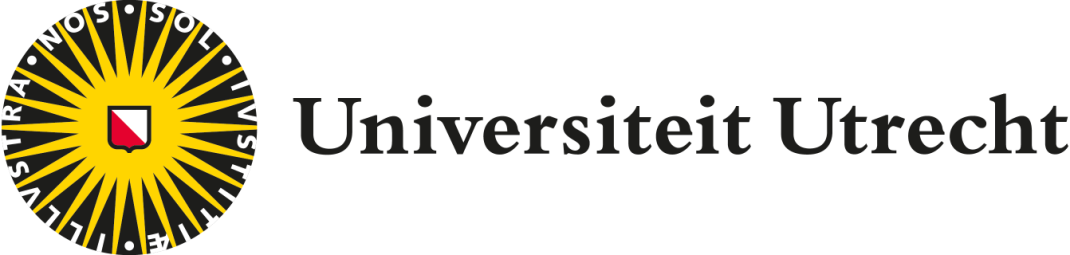 SOL · IVSTITIÆ · ILLVSTRA · NOS ·
Universiteit Utrecht